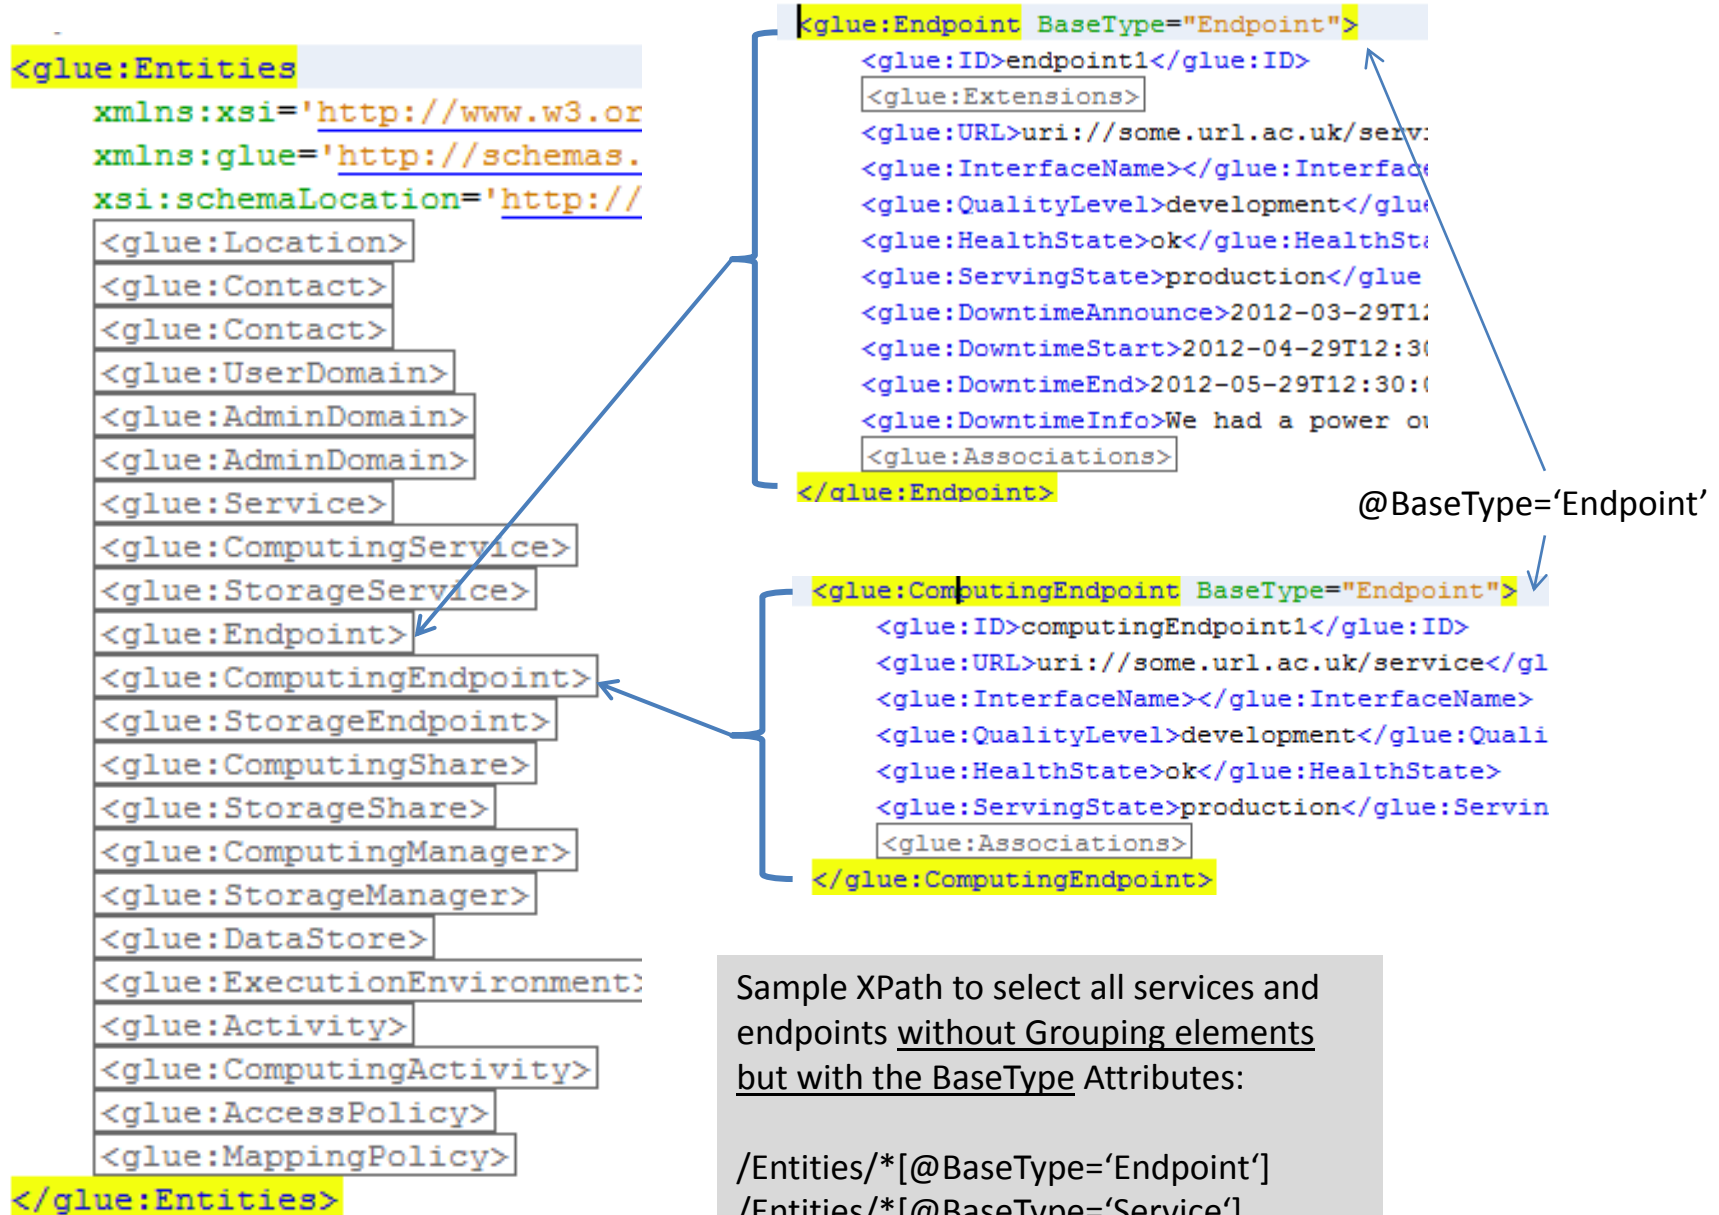 <glue:Entities
xmlns:xsi='http://www.w3.or
xmlns:glue='http://schemas.
xsi:schemaLocation='http://
<glue:Location>
<glue:Contact>
<glue:Contact>
<glue:UserDomain>
<glue:AdminDomain>
<glue:AdminDomain>
<glue:Service>
<glue:ComputingService>
<glue:StorageService>
<glue:Endpoint>
<glue:ComputingEndpoint>
<glue:StorageEndpoint>
<glue:ComputingShare>
<glue:StorageShare>
<glue:ComputingManager>
<glue:StorageManager>
<glue:DataStore>
<glue:ExecutionEnvironment>
<glue:Activity>
<glue:ComputingActivity>
<glue:AccessPolicy>
<glue:MappingPolicy>
</glue:Entities>
<glue:Endpoint BaseType="Endpoint">
<glue:ID>endpoint1</glue:ID>
<glue:Extensions>
<glue:URL>uri://some.url.ac.uk/serv
<glue:InterfaceName></glue:Interface
<glue:QualityLevel>development</glue
<glue:HealthState>ok</glue:HealthSta
<glue:ServingState>production</glue
<glue:DowntimeAnnounce>2012-03-29T12
<glue:DowntimeStart>2012-04-29T12:30
<glue:DowntimeEnd>2012-05-29T12:30:0
<glue:DowntimeInfo>We had a power ou
<glue:Associations>
</glue:Endpoint>
@BaseType=‘Endpoint’
<glue:ComputingEndpoint BaseType="Endpoint">
<glue:ID>computingEndpoint1</glue:ID>
<glue:URL>uri://some.url.ac.uk/service</gl
<glue:InterfaceName></glue:InterfaceName>
<glue:QualityLevel>development</glue:Quali
<glue:HealthState>ok</glue:HealthState>
<glue:ServingState>production</glue:Servin
<glue:Associations>
</glue:ComputingEndpoint>
Sample XPath to select all services and
endpoints without Grouping elements
but with the BaseType Attributes:
/Entities/*[@BaseType=‘Endpoint‘]
/Entities/*[@BaseType=‘Service‘]